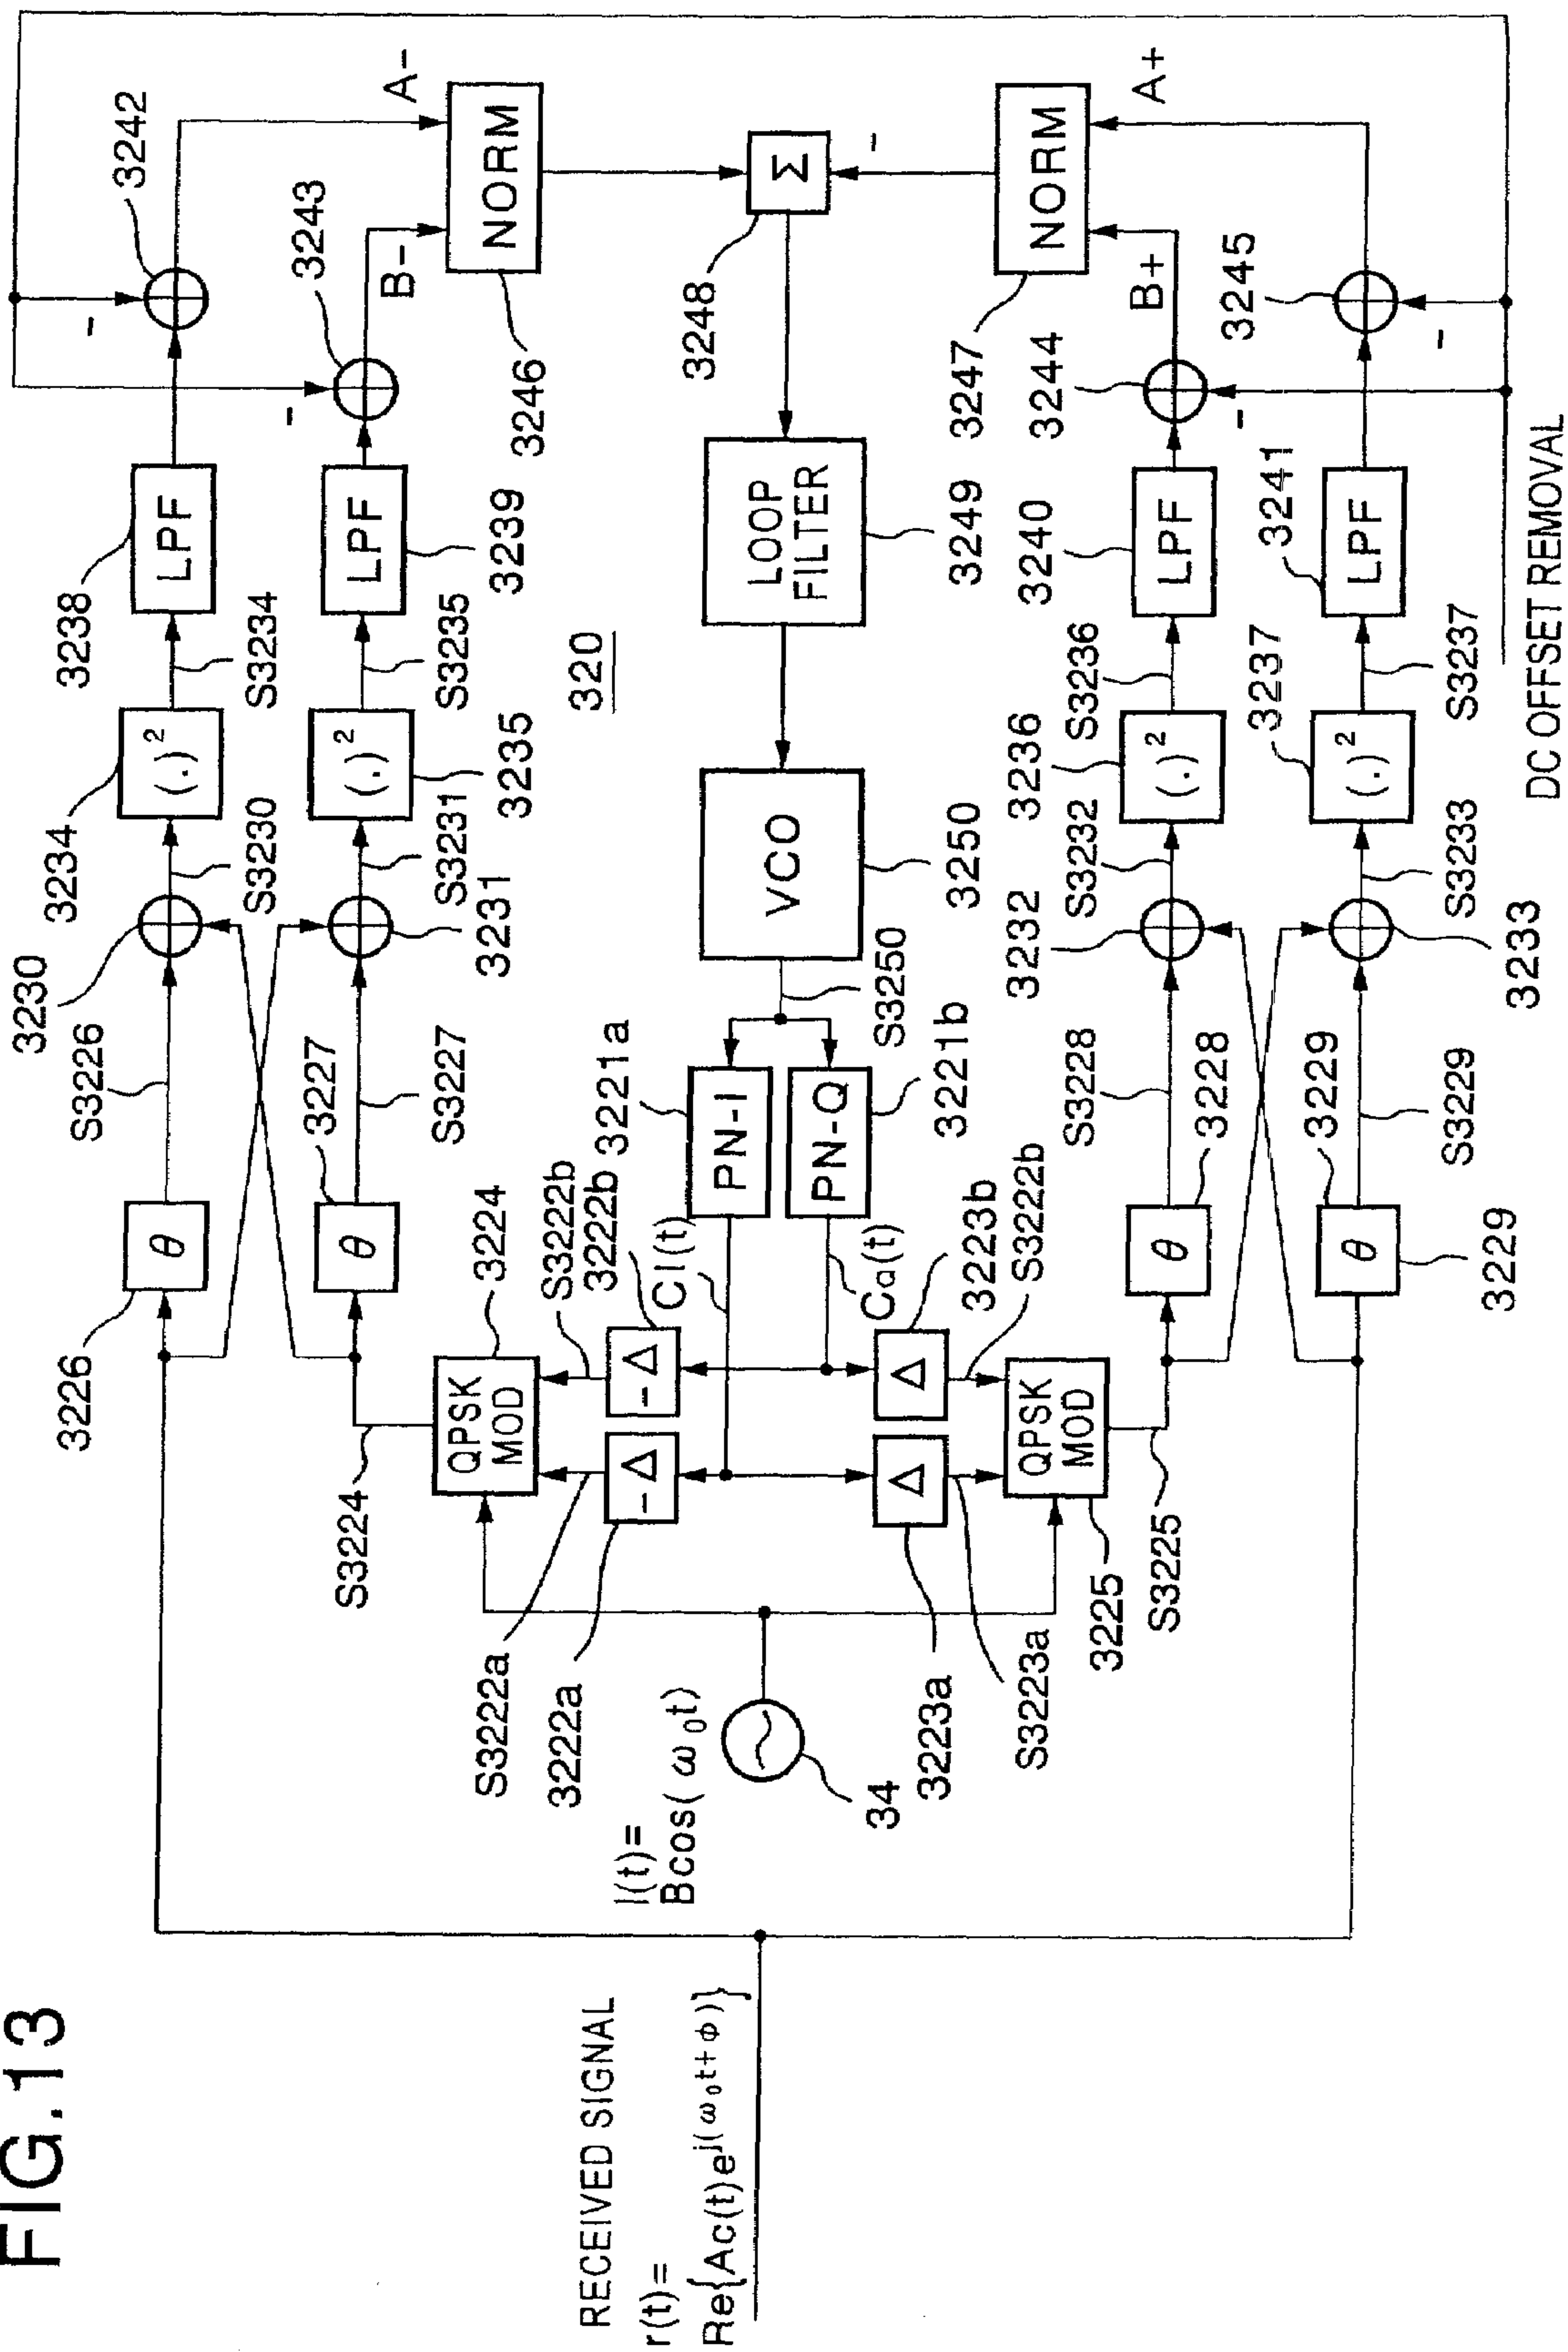 FIG.13
RECEIVED SIGNAL
r(t)=
Re{Ac(t)e^j(ω₀t+φ)}
l(t)=
Bcos(ω₀t)
34
320
3226
θ
S3226
3230
S3230
3234
(.)²
S3234
3238
LPF
3242
-
A-
3227
θ
S3227
3231
S3231
3235
(.)²
S3235
3239
LPF
3243
-
B-
NORM
3246
S3224
QPSK
MOD
3224
S3222a
3222a
-Δ
S3222b
3222b
-Δ
CI(t)
3221a
PN-I
PN-Q
3221b
CQ(t)
S3250
VCO
3250
LOOP
FILTER
3249
Σ
3248
-
3223a
Δ
S3223a
3223b
Δ
S3222b
QPSK
MOD
3225
S3225
θ
3228
S3228
3232
S3232
3236
(.)²
S3236
3240
LPF
3244
-
B+
NORM
3247
θ
3229
3229
S3229
3233
S3233
3237
(.)²
S3237
3241
LPF
3245
-
A+
DC OFFSET REMOVAL